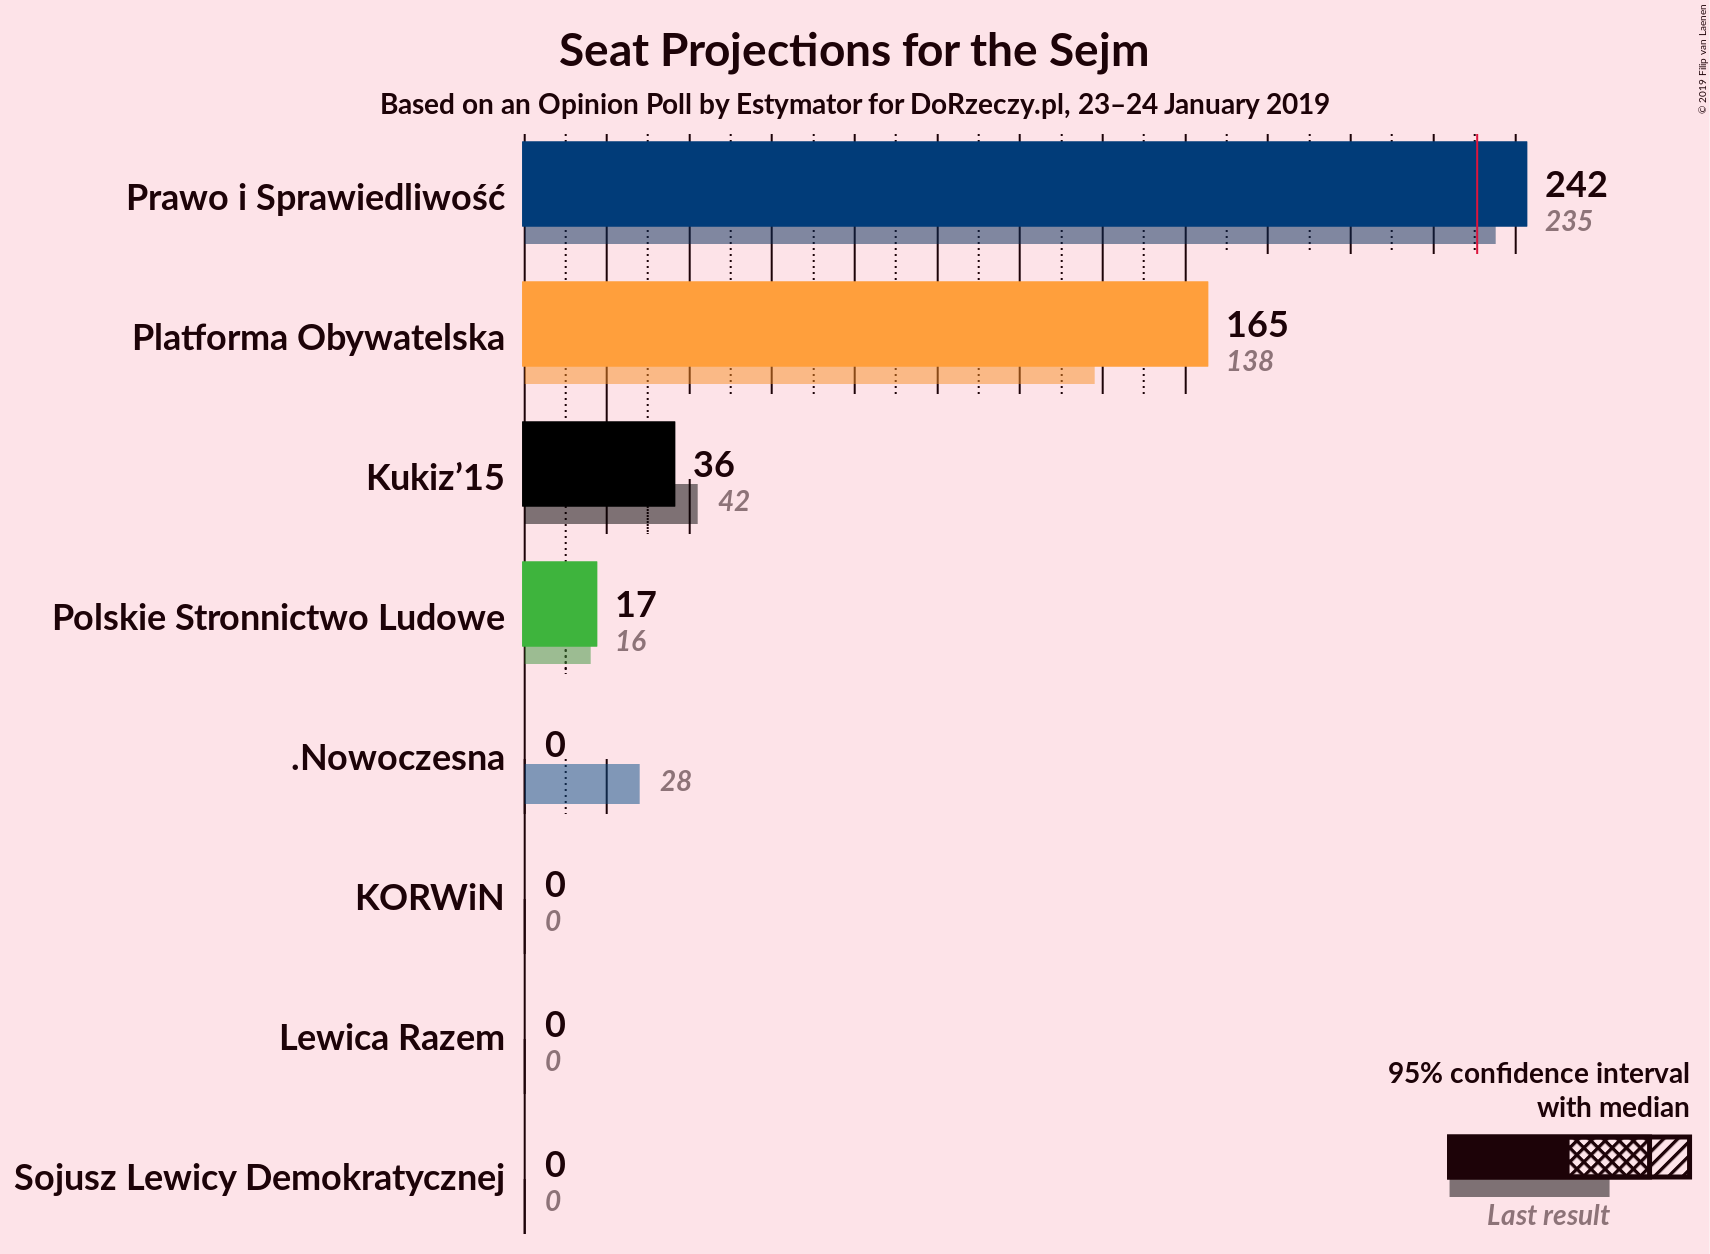 Seat Projections for the Sejm
Based on an Opinion Poll by Estymator for DoRzeczy.pl, 23–24 January 2019
© 2019 Filip van Laenen
Prawo i Sprawiedliwość
242
235
Platforma Obywatelska
165
138
Kukiz’15
36
42
Polskie Stronnictwo Ludowe
17
16
.Nowoczesna
0
28
KORWiN
0
0
Lewica Razem
0
0
Sojusz Lewicy Demokratycznej
0
0
95% confidence interval
with median
Last result